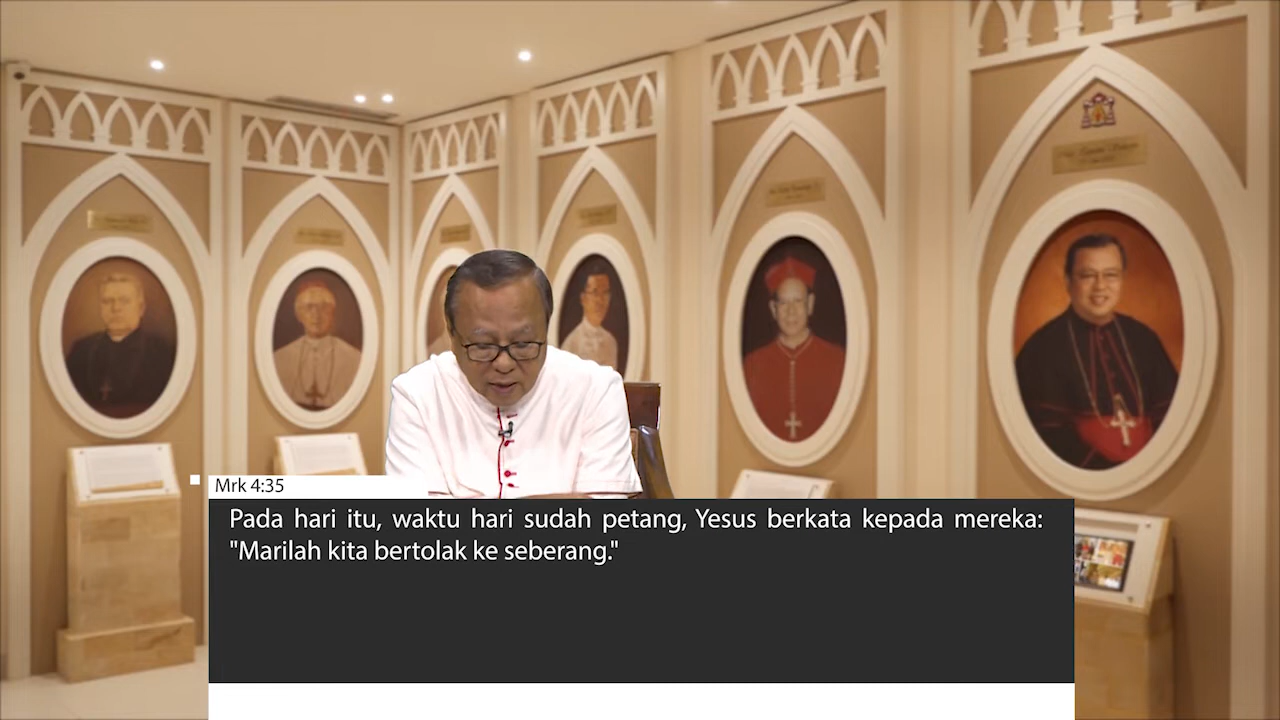 Mrk 4:35
Pada hari itu, waktu hari sudah petang, Yesus berkata kepada mereka:
"Marilah kita bertolak ke seberang."